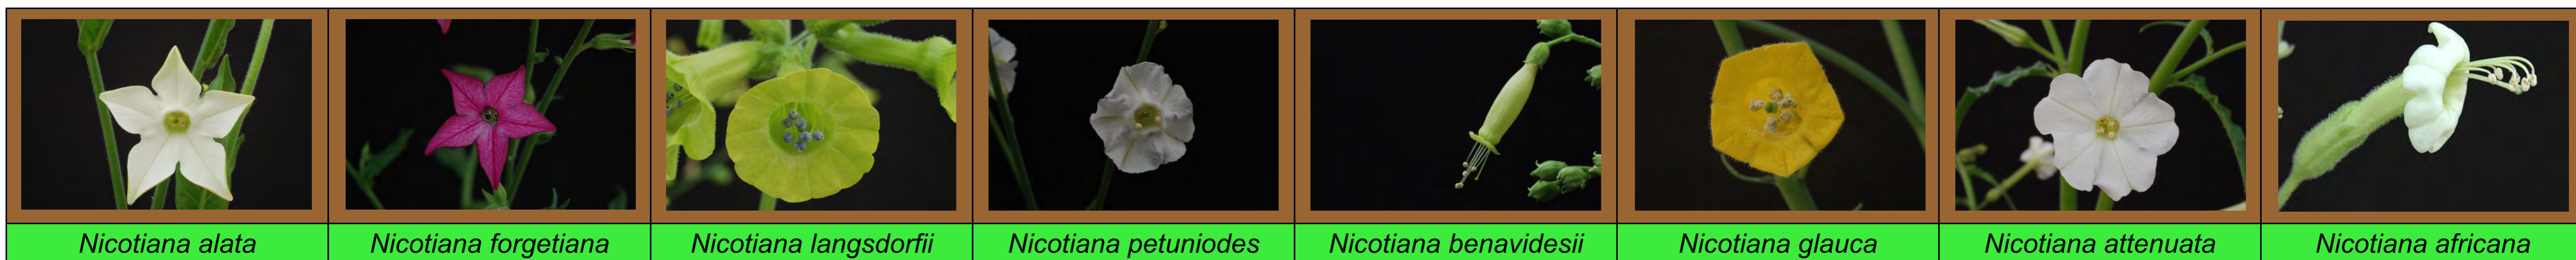 Nicotiana alata
Nicotiana forgetiana
Nicotiana langsdorfii
Nicotiana petuniodes
Nicotiana benavidesii
Nicotiana glauca
Nicotiana attenuata
Nicotiana africana